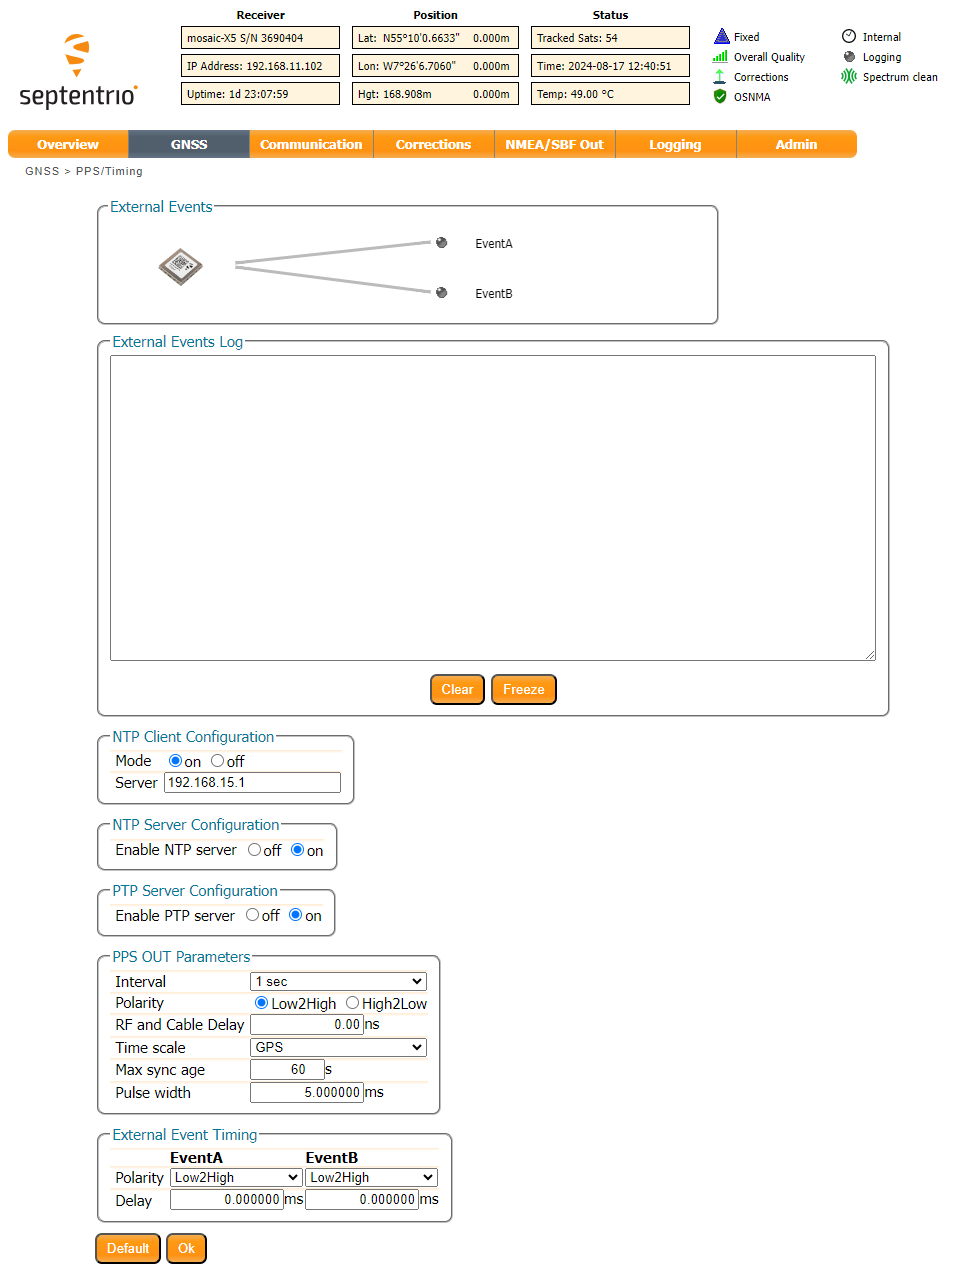 Receiver Position Status
septentrio
mosaic-X5 S/N 3690404
IP Address: 192.168.11.102
Uptime: 1d 23:07:59
Lat: N55°10'0.6633" 0.000m
Lon: W7°26'6.7060" 0.000m
Hgt: 168.908m 0.000m
Tracked Sats: 54
Time: 2024-08-17 12:40:51
Temp: 49.00 °C
Fixed
Overall Quality
Corrections
OSNMA
Internal
Logging
Spectrum clean
Overview GNSS Communication Corrections NMEA/SBF Out Logging Admin
GNSS > PPS/Timing
External Events
EventA
EventB
External Events Log
Clear Freeze
NTP Client Configuration
Mode on off
Server 192.168.15.1
NTP Server Configuration
Enable NTP server off on
PTP Server Configuration
Enable PTP server off on
PPS OUT Parameters
Interval 1 sec
Polarity Low2High High2Low
RF and Cable Delay 0.00 ns
Time scale GPS
Max sync age 60 s
Pulse width 5.000000 ms
External Event Timing
EventA EventB
Polarity Low2High Low2High
Delay 0.000000 ms 0.000000 ms
Default Ok